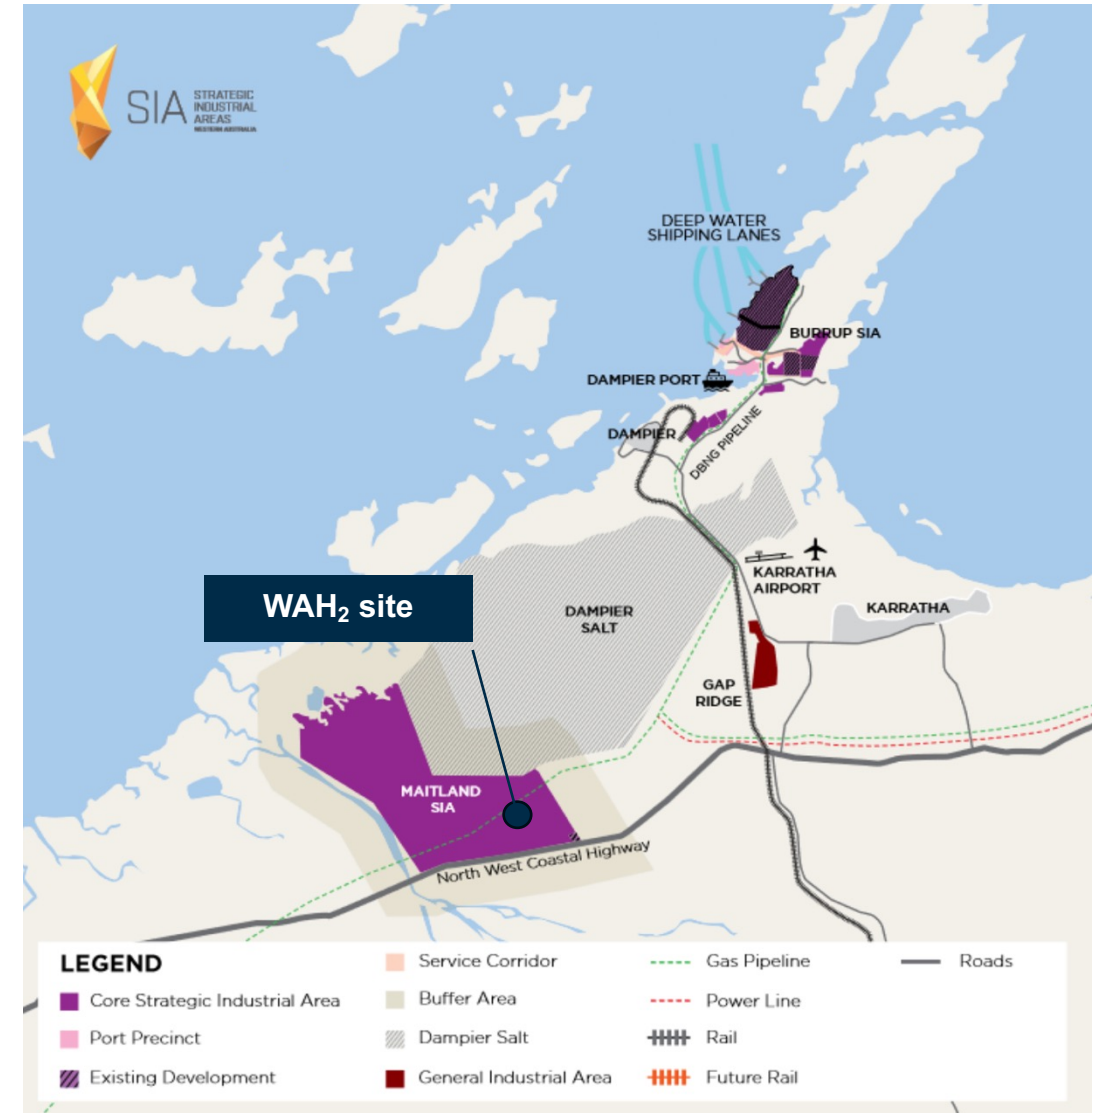 SIA
STRATEGIC
INDUSTRIAL
AREAS
WESTERN AUSTRALIA
DEEP WATER
SHIPPING LANES
BURRUP SIA
DAMPIER PORT
DAMPIER
DBNG PIPELINE
KARRATHA
AIRPORT
WAH₂ site
DAMPIER
SALT
KARRATHA
GAP
RIDGE
MAITLAND
SIA
North West Coastal Highway
LEGEND
Core Strategic Industrial Area
Port Precinct
Existing Development
Service Corridor
Buffer Area
Dampier Salt
General Industrial Area
Gas Pipeline
Power Line
Rail
Future Rail
Roads